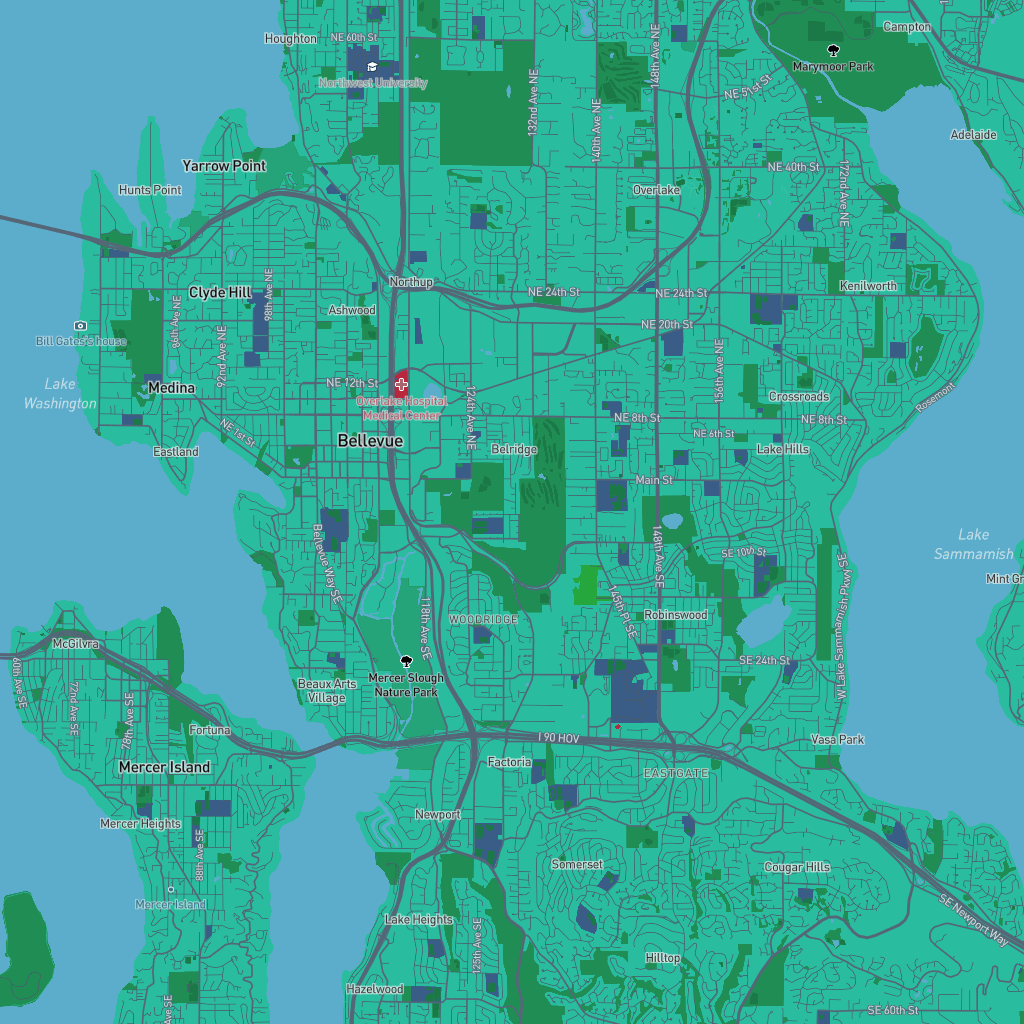 Campton
Houghton
NE 60th St
148th Ave NE
Marymoor Park
Northwest University
NE 51st St
132nd Ave NE
140th Ave NE
Adelaide
Yarrow Point
NE 40th St
172nd Ave NE
Hunts Point
Overlake
Northup
Kenilworth
Clyde Hill
98th Ave NE
NE 24th St
NE 24th St
86th Ave NE
Ashwood
NE 20th St
Bill Gates's house
92nd Ave NE
156th Ave NE
Lake
Washington
Medina
NE 12th St
Overlake Hospital
Medical Center
124th Ave NE
Crossroads
Rosemont
NE 1st St
NE 8th St
NE 8th St
NE 6th St
Bellevue
Eastland
Belridge
Lake Hills
Main St
Lake
Sammamish
148th Ave SE
SE 10th St
Bellevue Way SE
Mint Gr
145th Pl SE
W Lake Sammamish Pkwy SE
118th Ave SE
WOODRIDGE
Robinswood
McGilvra
SE 24th St
60th Ave SE
72nd Ave SE
78th Ave SE
Mercer Slough
Nature Park
Beaux Arts
Village
Fortuna
I 90 HOV
Vasa Park
Mercer Island
Factoria
EASTGATE
Newport
Mercer Heights
88th Ave SE
Somerset
Cougar Hills
Mercer Island
Lake Heights
SE Newport Way
125th Ave SE
Hilltop
Hazelwood
Ave SE
SE 60th St